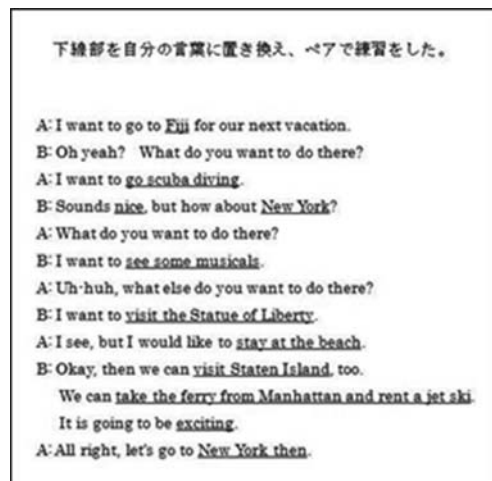 下線部を自分の言葉に置き換え、ペアで練習をした。
A: I want to go to Fiji for our next vacation.
B: Oh yeah? What do you want to do there?
A: I want to go scuba diving.
B: Sounds nice, but how about New York?
A: What do you want to do there?
B: I want to see some musicals.
A: Uh-huh, what else do you want to do there?
B: I want to visit the Statue of Liberty.
A: I see, but I would like to stay at the beach.
B: Okay, then we can visit Staten Island, too.
We can take the ferry from Manhattan and rent a jet ski.
It is going to be exciting.
A: All right, let's go to New York then.